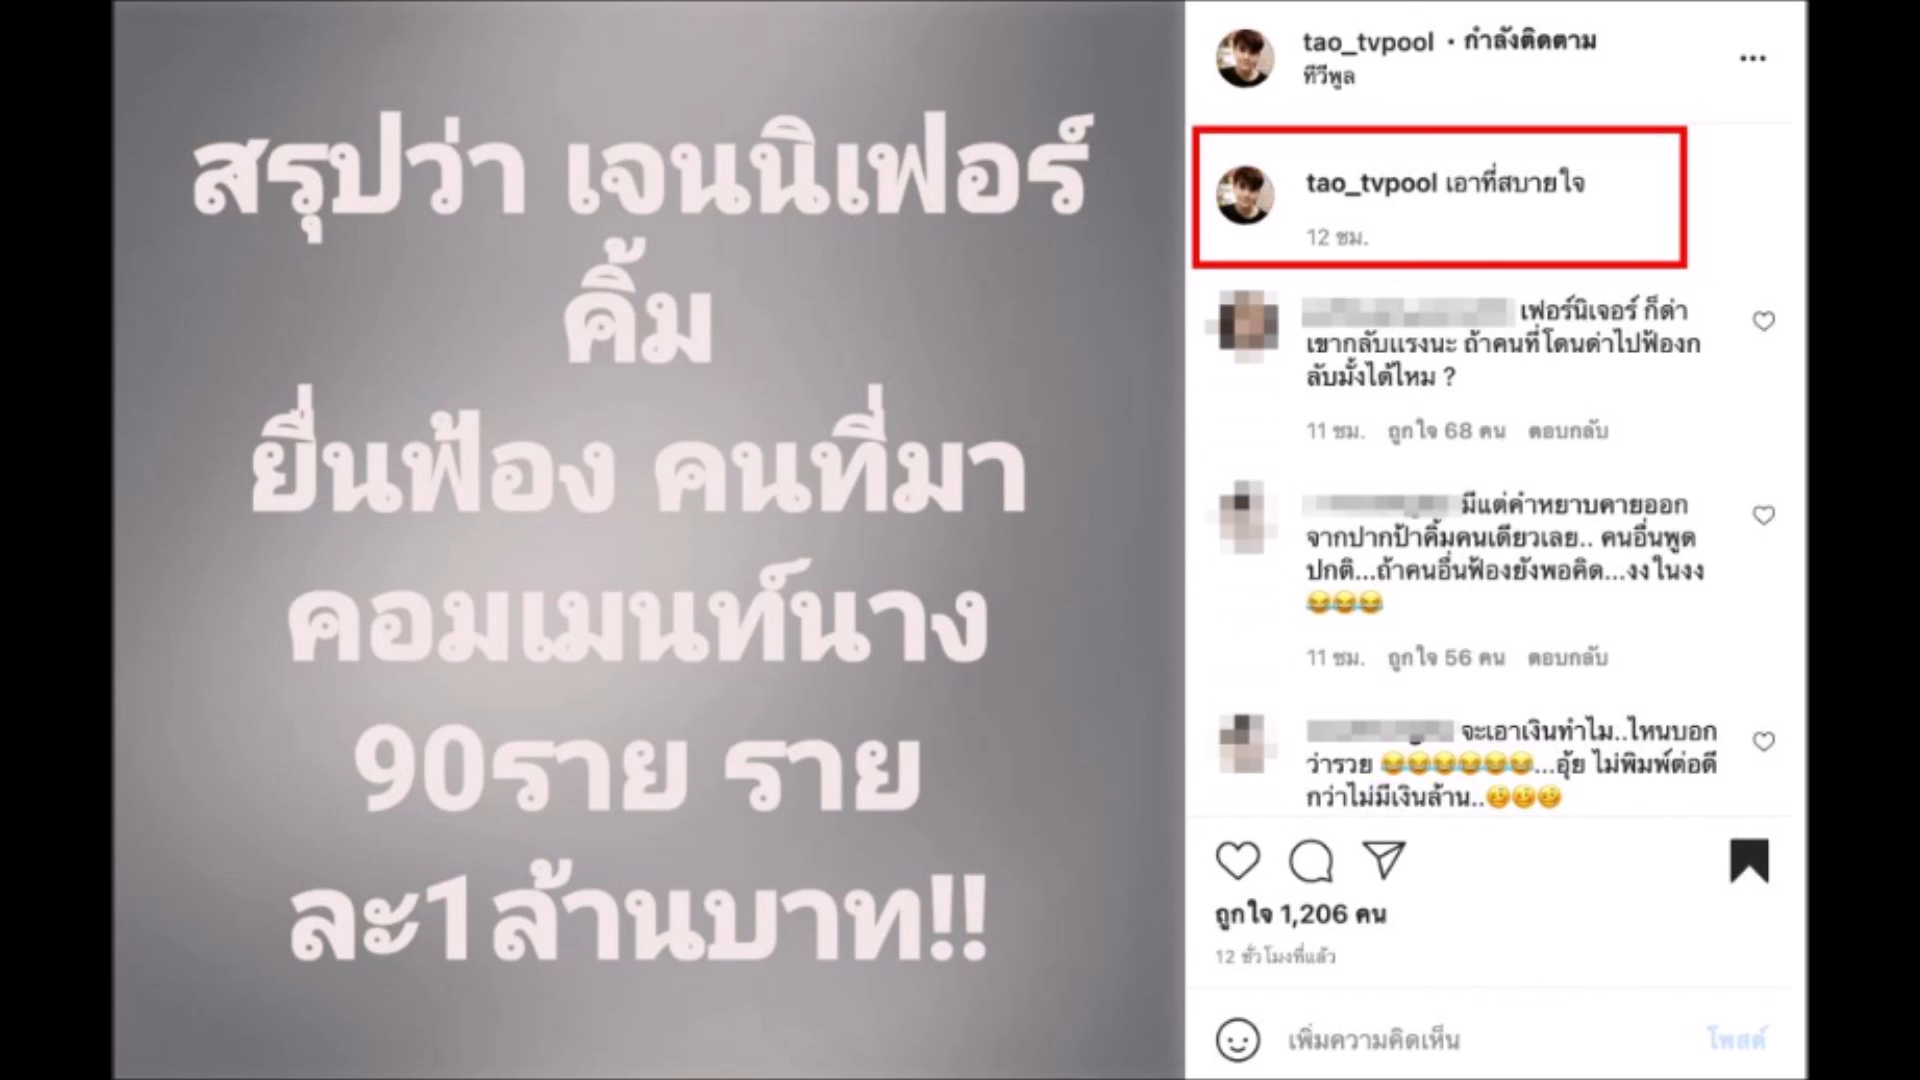 สรุปว่า เจนนิเฟอร์
คิ้ม
ยื่นฟ้อง คนที่มา
คอมเมนท์นาง
90ราย ราย
ละ1ล้านบาท!!
tao_tvpool • กำลังติดตาม
ทีวีพูล
tao_tvpool เอาที่สบายใจ
12 ชม.
เฟอร์นิเจอร์ ก็ด่า
เขากลับแรงนะ ถ้าคนที่โดนด่าไปฟ้องก
ลับมั้งได้ไหม ?
11 ชม. ถูกใจ 68 คน ตอบกลับ
มีแต่คำหยาบคายออก
จากปากป้าคิ้มคนเดียวเลย.. คนอื่นพูด
ปกติ...ถ้าคนอื่นฟ้องยังพอคิด...งงในงง
😂😂😂
11 ชม. ถูกใจ 56 คน ตอบกลับ
จะเอาเงินทำไม..ไหนบอก
ว่ารวย 😂😂😂😂😂😂...อุ้ย ไม่พิมพ์ต่อดี
กว่าไม่มีเงินล้าน..🥴🥴🥴
ถูกใจ 1,206 คน
12 ชั่วโมงที่แล้ว
เพิ่มความคิดเห็น
โพสต์